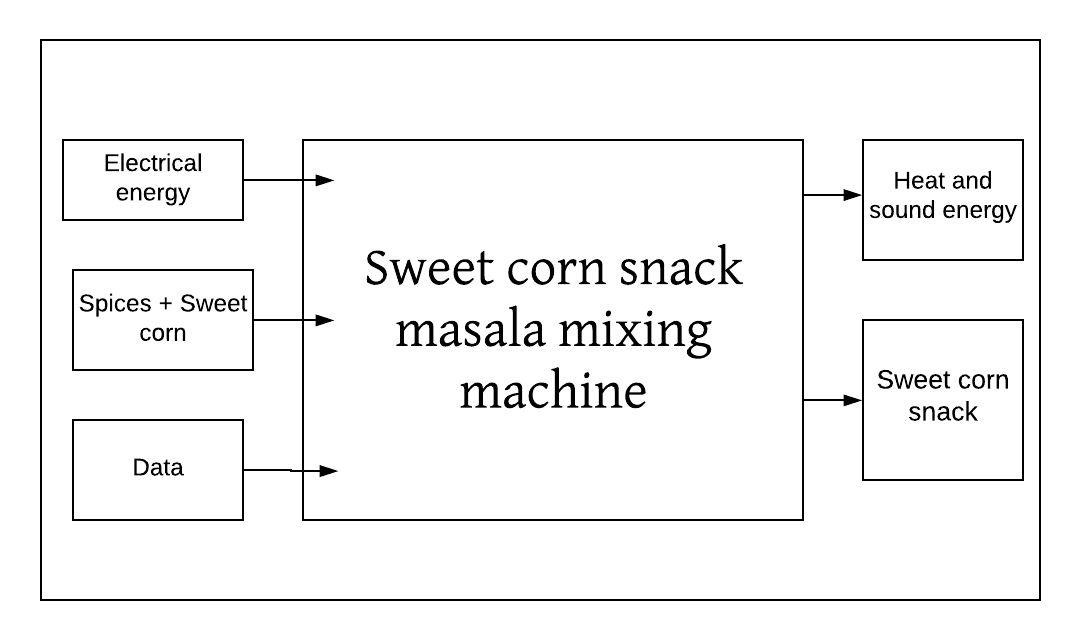 Electrical
energy
Spices + Sweet
corn
Data
Sweet corn snack
masala mixing
machine
Heat and
sound energy
Sweet corn
snack